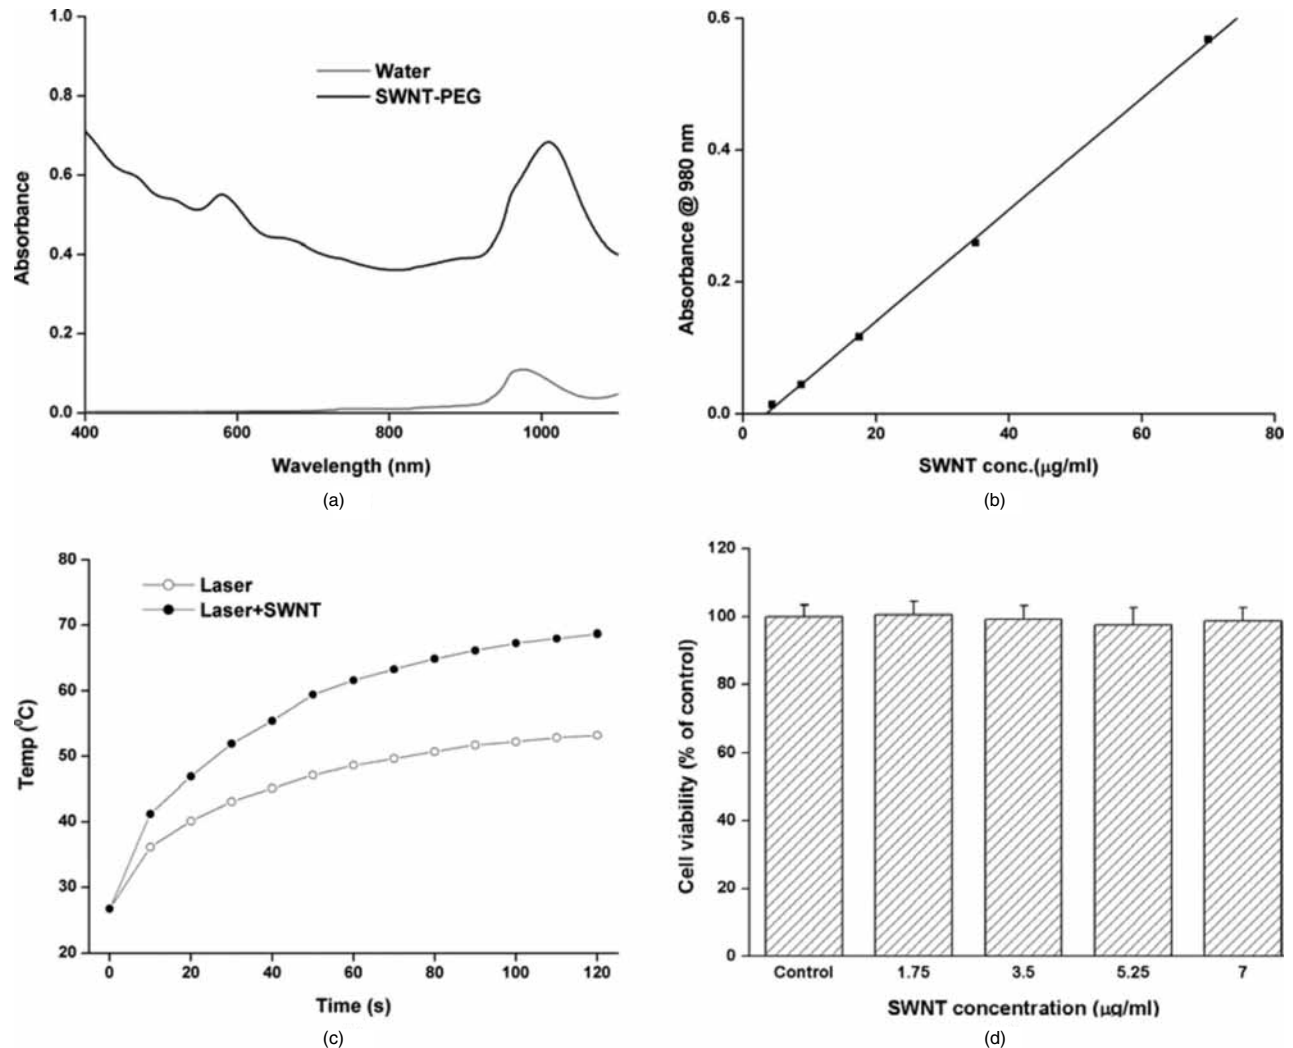 1.0
0.8
0.6
0.4
0.2
0.0
Absorbance
Water
SWNT-PEG
400 600 800 1000
Wavelength (nm)
(a)
0.6
0.4
0.2
0.0
Absorbance @ 980 nm
0 20 40 60 80
SWNT conc.(μg/ml)
(b)
80
70
60
50
40
30
20
Temp (⁰C)
Laser
Laser+SWNT
0 20 40 60 80 100 120
Time (s)
(c)
120
100
80
60
40
20
0
Cell viability (% of control)
Control 1.75 3.5 5.25 7
SWNT concentration (μg/ml)
(d)